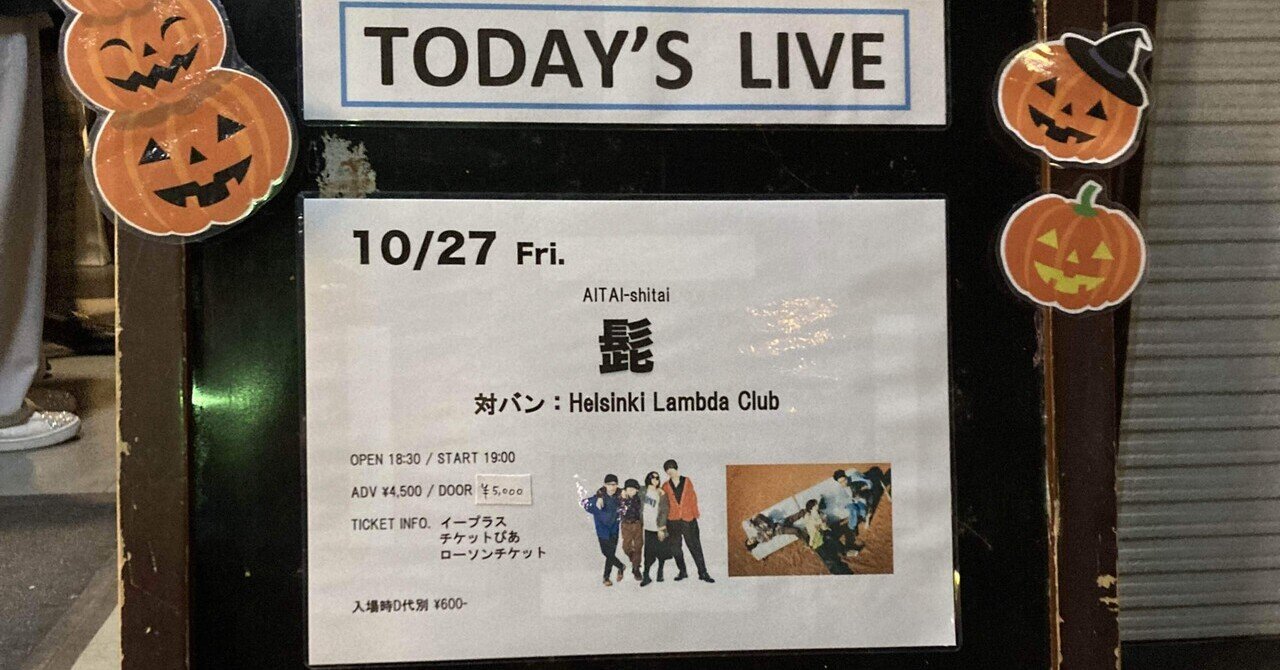 TODAY'S LIVE
10/27 Fri.
AITAI-shitai
髭
対バン：Helsinki Lambda Club
OPEN 18:30 / START 19:00
ADV ¥4,500 / DOOR ¥5,000
TICKET INFO. イープラス
チケットぴあ
ローソンチケット
入場時D代別 ¥600-